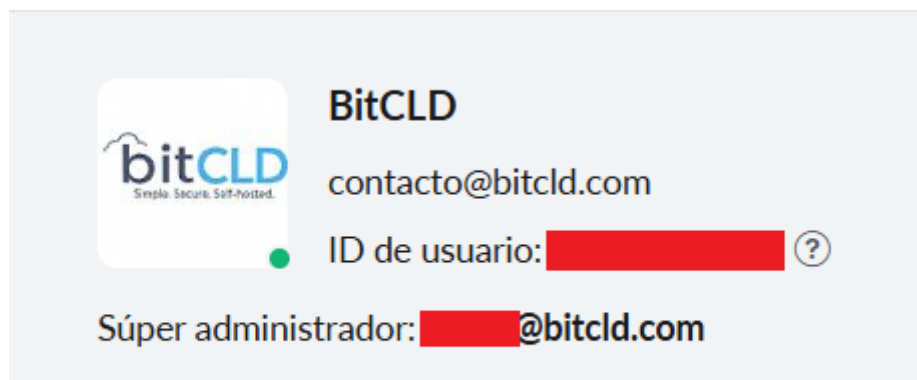 BitCLD
bitCLD
Simple. Secure. Self-hosted.
contacto@bitcld.com
ID de usuario: ?
Súper administrador: @bitcld.com